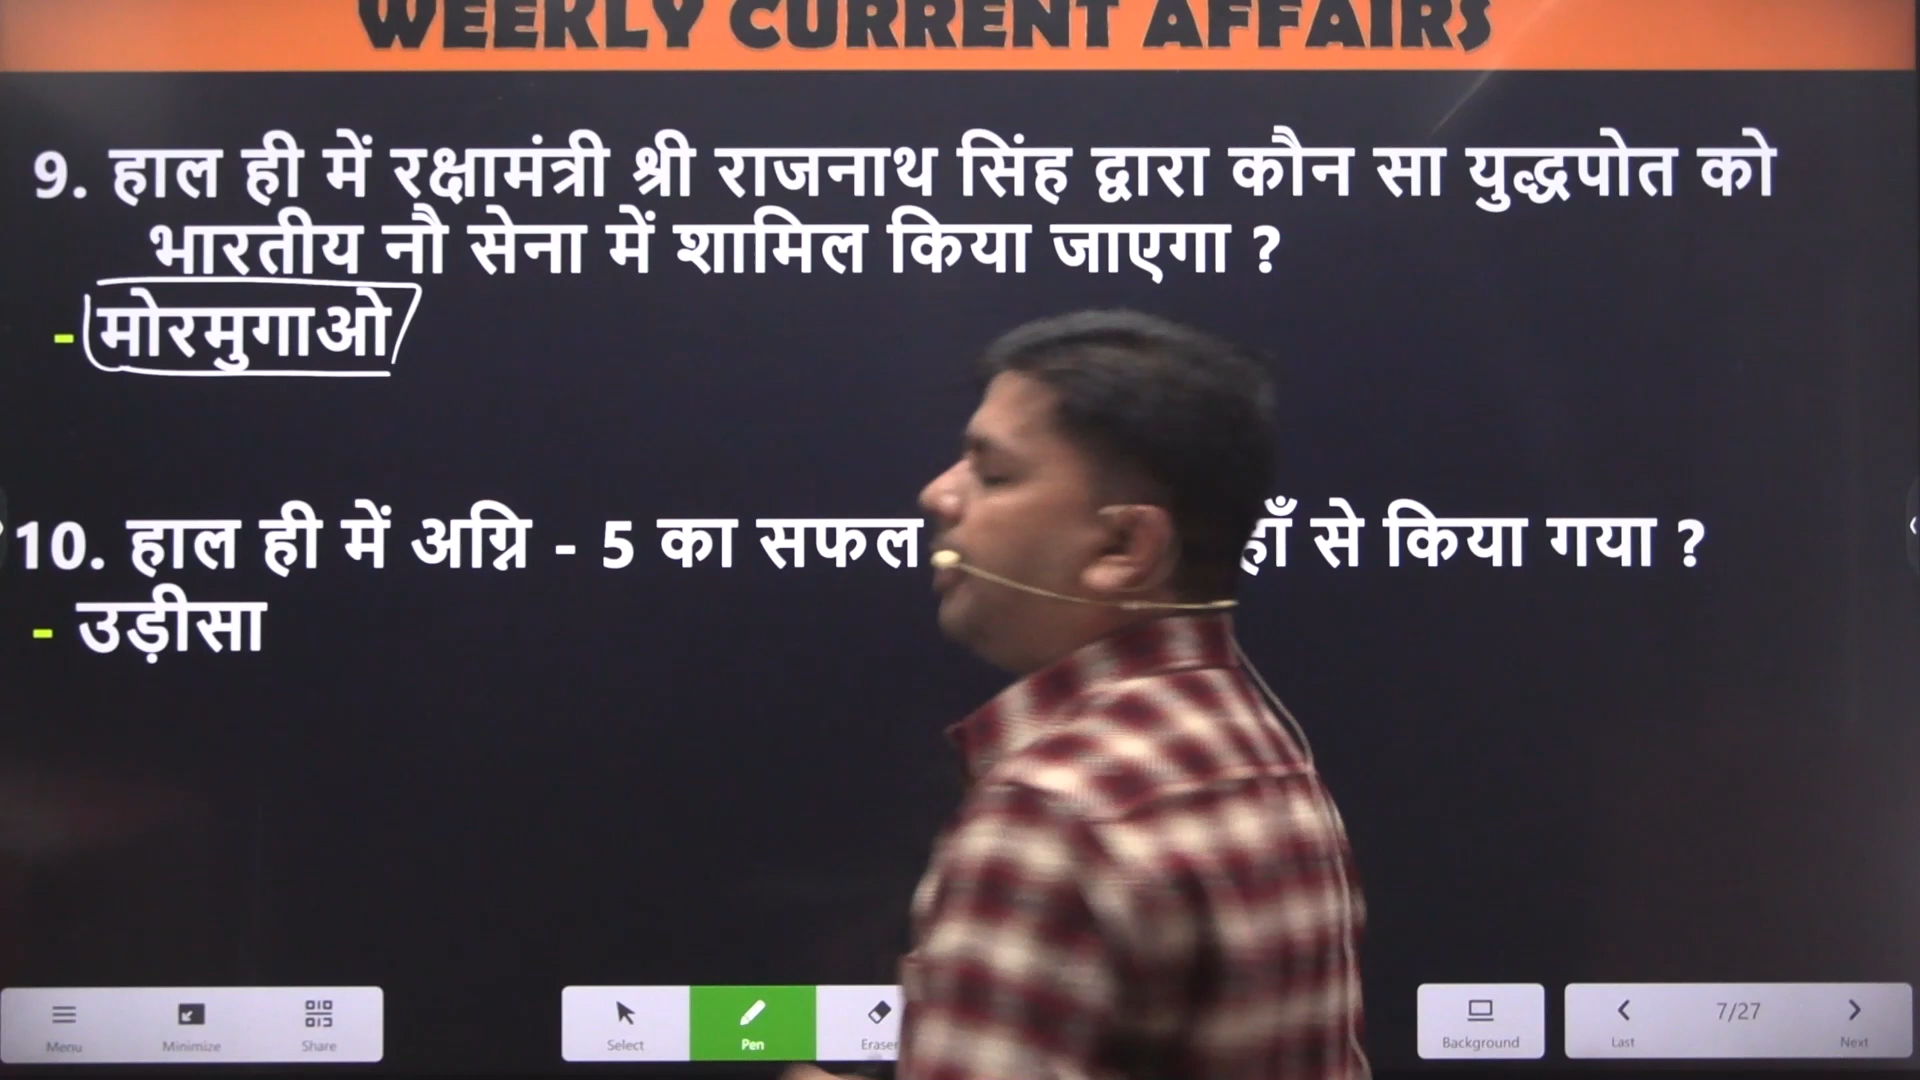 WEEKLY CURRENT AFFAIRS
9. हाल ही में रक्षामंत्री श्री राजनाथ सिंह द्वारा कौन सा युद्धपोत को
भारतीय नौ सेना में शामिल किया जाएगा ?
- मोरमुगाओ
10. हाल ही में अग्नि - 5 का सफल से किया गया ?
- उड़ीसा
Menu Minimize Share Select Pen Eraser Background Last 7/27 Next